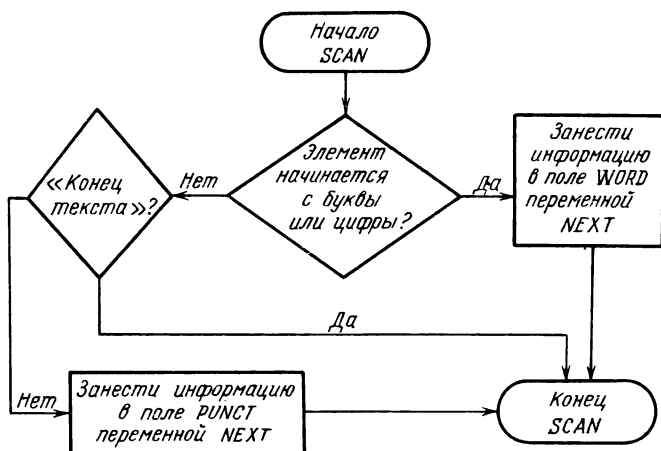 Начало
SCAN
Элемент
начинается
с буквы
или цифры?
Да
Занести
информацию
в поле WORD
переменной
NEXT
Нет
«Конец
текста»?
Да
Нет
Занести информацию
в поле PUNCT
переменной NEXT
Конец
SCAN